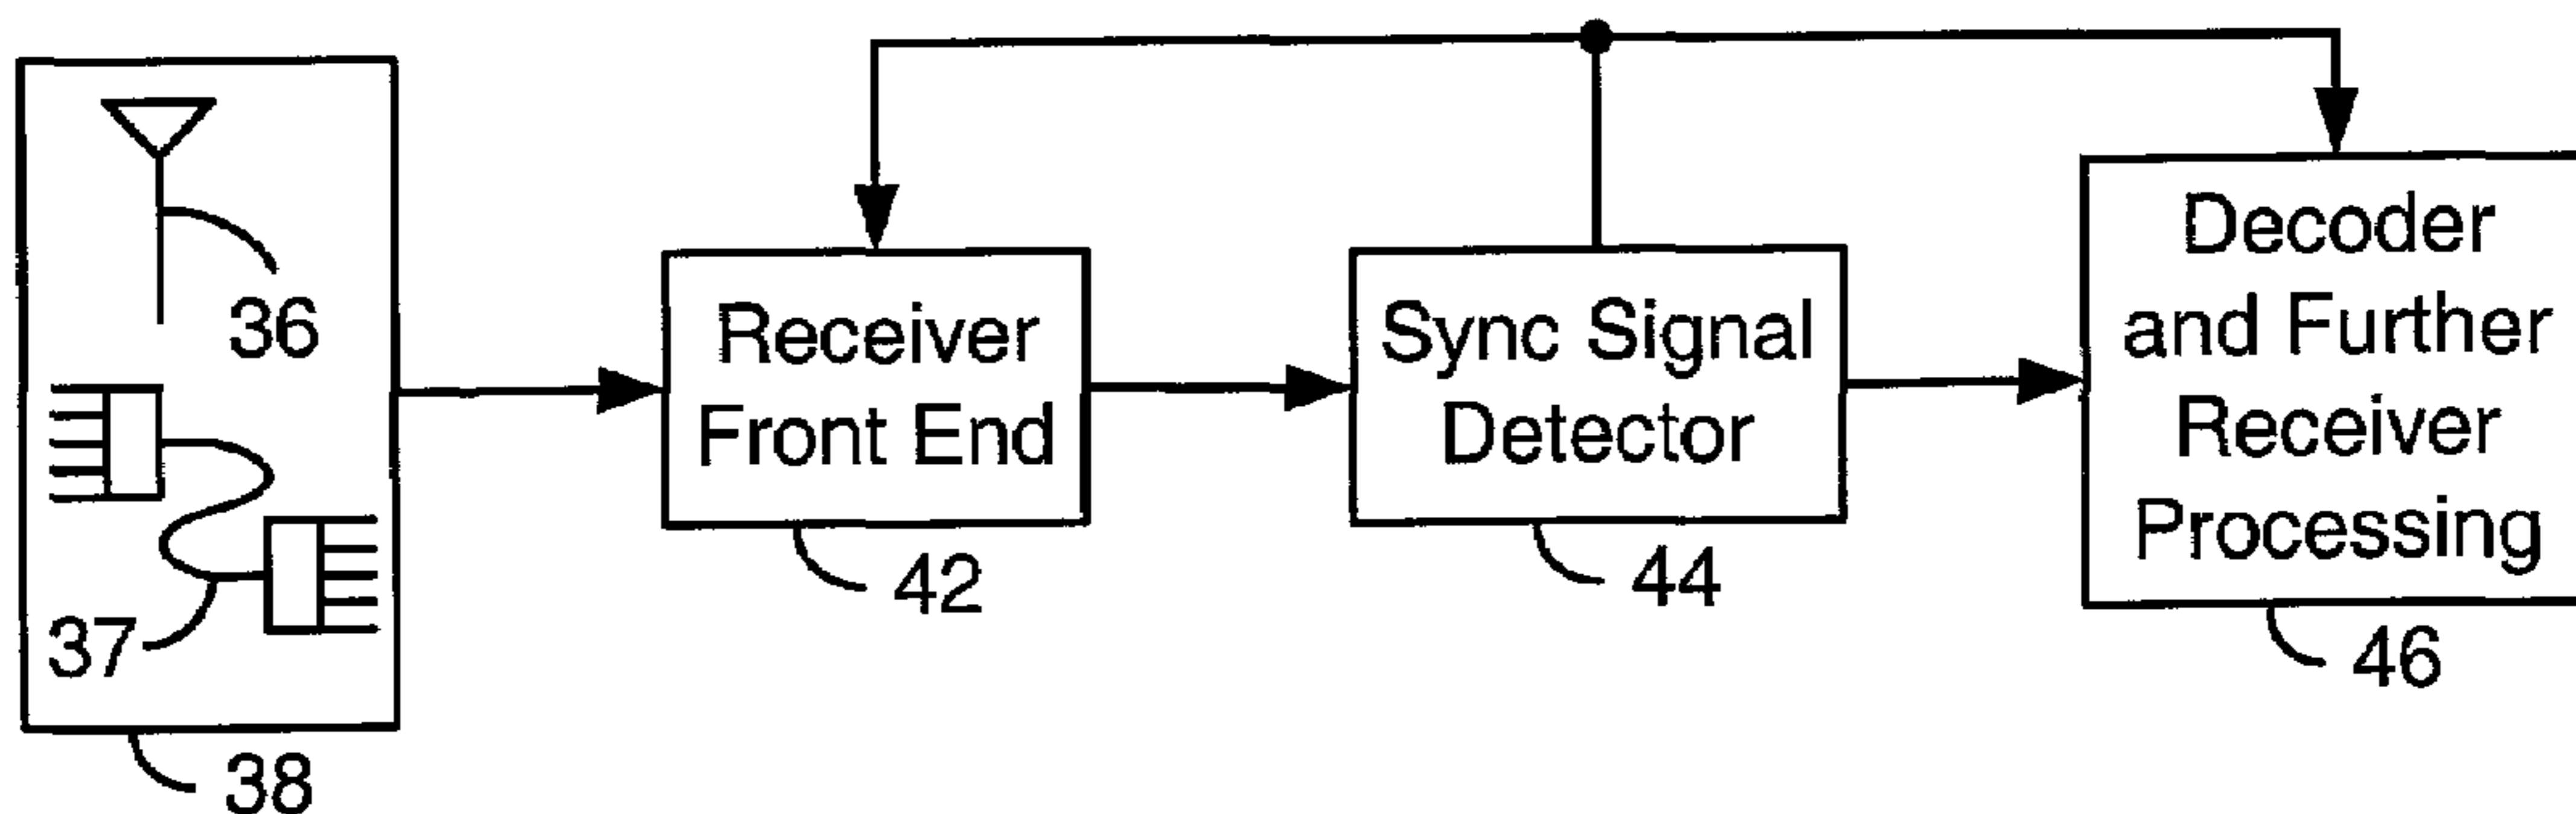 36
37
38
Receiver
Front End
42
Sync Signal
Detector
44
Decoder
and Further
Receiver
Processing
46